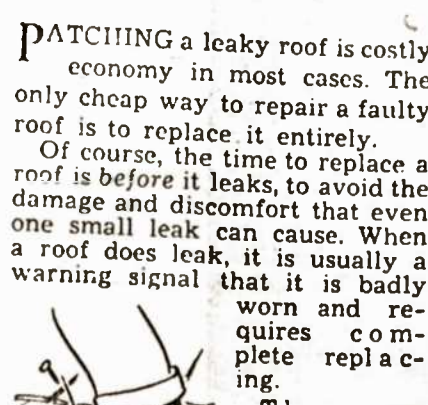 PATCHING a leaky roof is costly
economy in most cases. The
only cheap way to repair a faulty
roof is to replace it entirely.
Of course, the time to replace a
roof is before it leaks, to avoid the
damage and discomfort that even
one small leak can cause. When
a roof does leak, it is usually a
warning signal that it is badly
worn and re-
quires com-
plete replac-
ing.